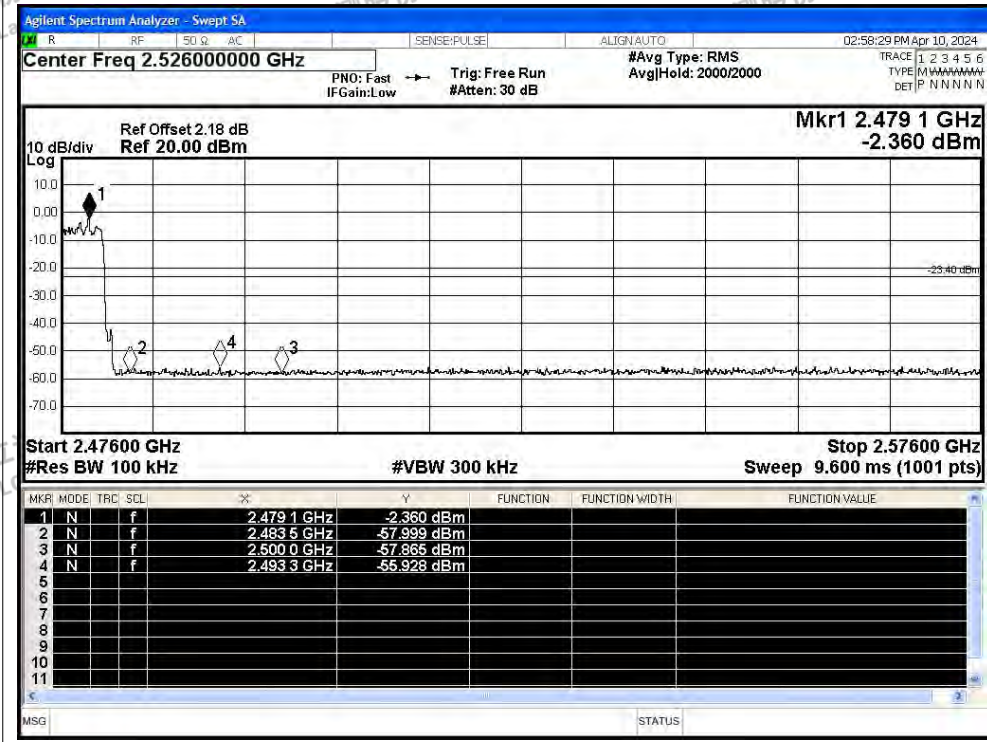 Agilent Spectrum Analyzer - Swept SA
R RF 50 Ω AC SENSE:PULSE ALIGN AUTO 02:58:29 PM Apr 10, 2024
Center Freq 2.526000000 GHz
PNO: Fast
IFGain:Low
Trig: Free Run
#Atten: 30 dB
#Avg Type: RMS
Avg|Hold: 2000/2000
TRACE 1 2 3 4 5 6
TYPE M WWWWW
DET P N N N N N
Mkr1 2.479 1 GHz
-2.360 dBm
Ref Offset 2.18 dB
10 dB/div Ref 20.00 dBm
Log
10.0
0.00
-10.0
-20.0
-30.0
-40.0
-50.0
-60.0
-70.0
1
2
4
3
-23.40 dBm
Start 2.47600 GHz Stop 2.57600 GHz
#Res BW 100 kHz #VBW 300 kHz Sweep 9.600 ms (1001 pts)
MKR MODE TRC SCL X Y FUNCTION FUNCTION WIDTH FUNCTION VALUE
1 N f 2.479 1 GHz -2.360 dBm
2 N f 2.483 5 GHz -57.999 dBm
3 N f 2.500 0 GHz -57.865 dBm
4 N f 2.493 3 GHz -55.928 dBm
5
6
7
8
9
10
11
MSG STATUS